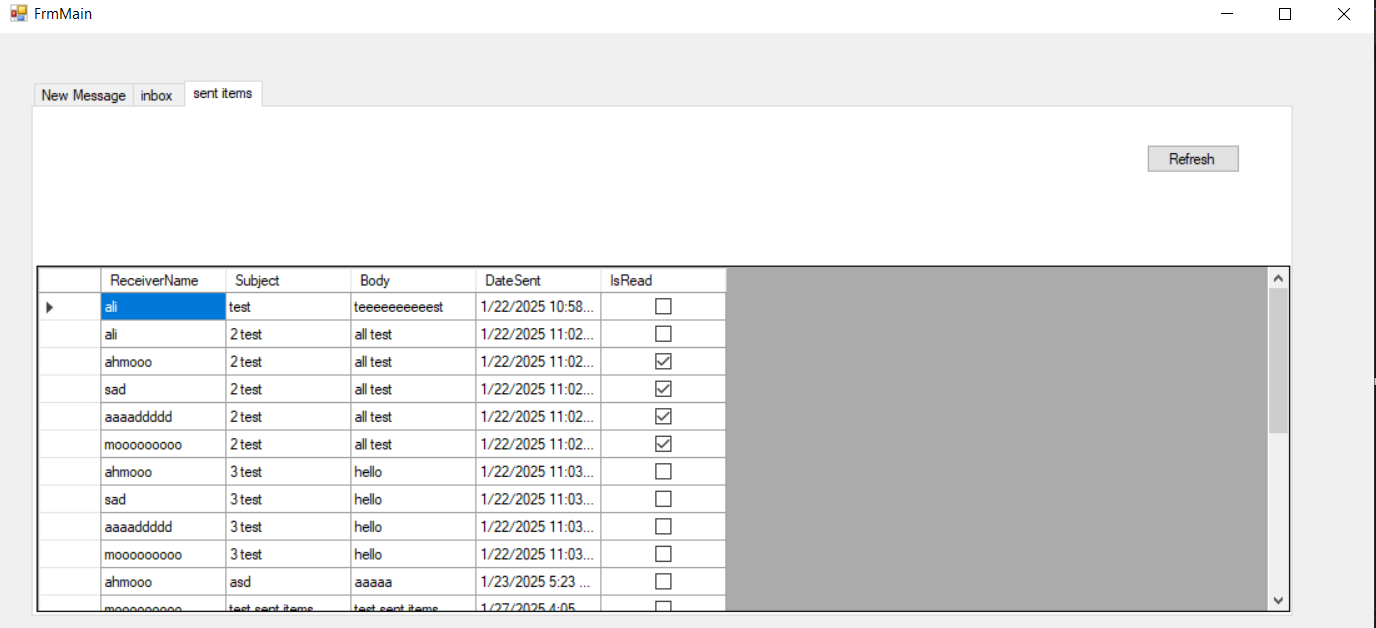 FrmMain
New Message inbox sent items
Refresh
ReceiverName Subject Body DateSent IsRead
ali test teeeeeeeeeest 1/22/2025 10:58...
ali 2 test all test 1/22/2025 11:02...
ahmooo 2 test all test 1/22/2025 11:02...
sad 2 test all test 1/22/2025 11:02...
aaaaddddd 2 test all test 1/22/2025 11:02...
mooooooooo 2 test all test 1/22/2025 11:02...
ahmooo 3 test hello 1/22/2025 11:03...
sad 3 test hello 1/22/2025 11:03...
aaaaddddd 3 test hello 1/22/2025 11:03...
mooooooooo 3 test hello 1/22/2025 11:03...
ahmooo asd aaaaa 1/23/2025 5:23 ...
mooooooooo test sent items test sent items 1/27/2025 4:05